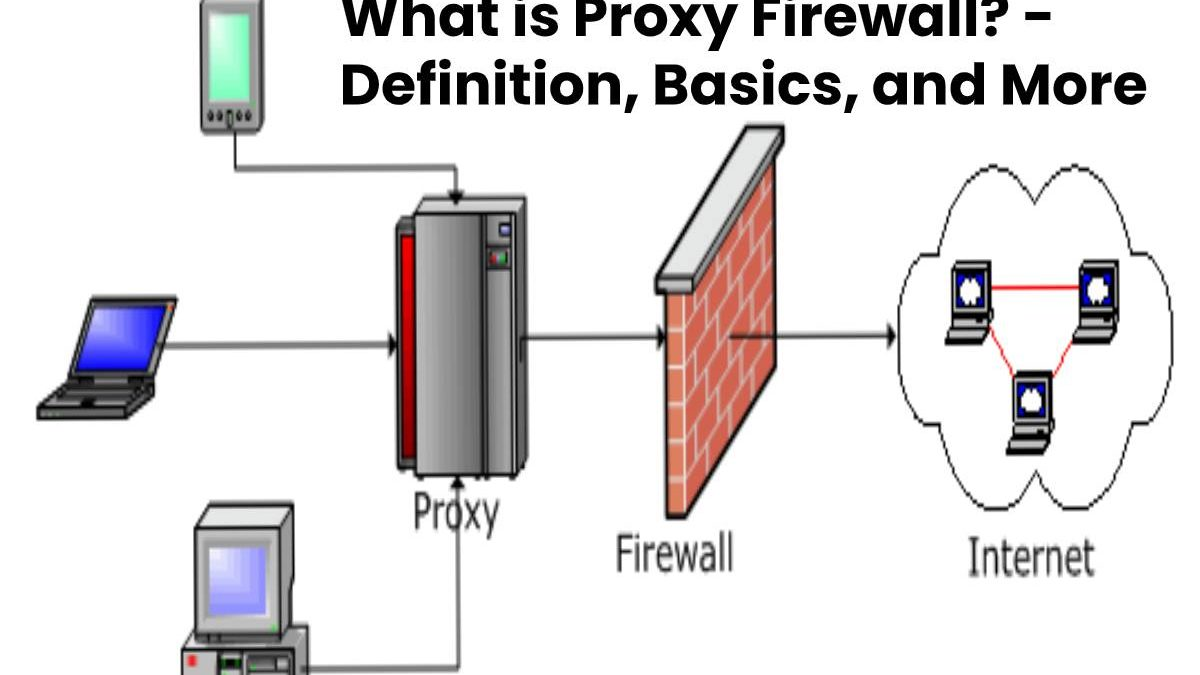 What is Proxy Firewall? -
Definition, Basics, and More
Proxy
Firewall
Internet